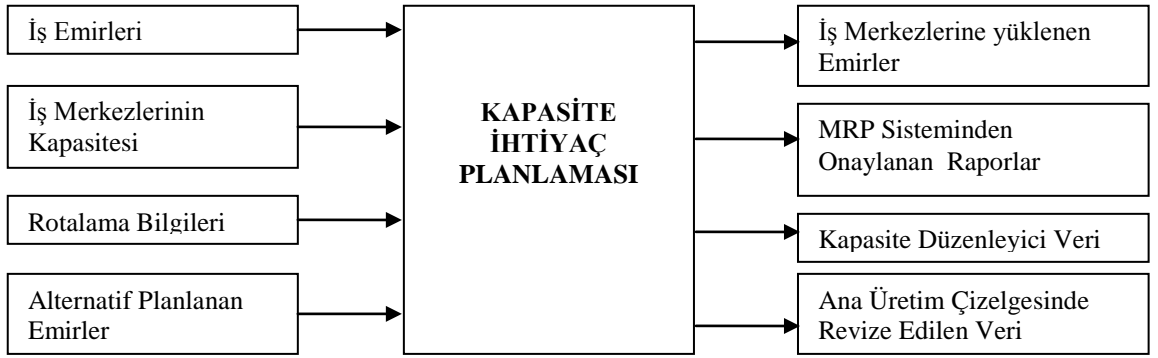 İş Emirleri
İş Merkezlerinin
Kapasitesi
Rotalama Bilgileri
Alternatif Planlanan
Emirler
KAPASİTE
İHTİYAÇ
PLANLAMASI
İş Merkezlerine yüklenen
Emirler
MRP Sisteminden
Onaylanan Raporlar
Kapasite Düzenleyici Veri
Ana Üretim Çizelgesinde
Revize Edilen Veri